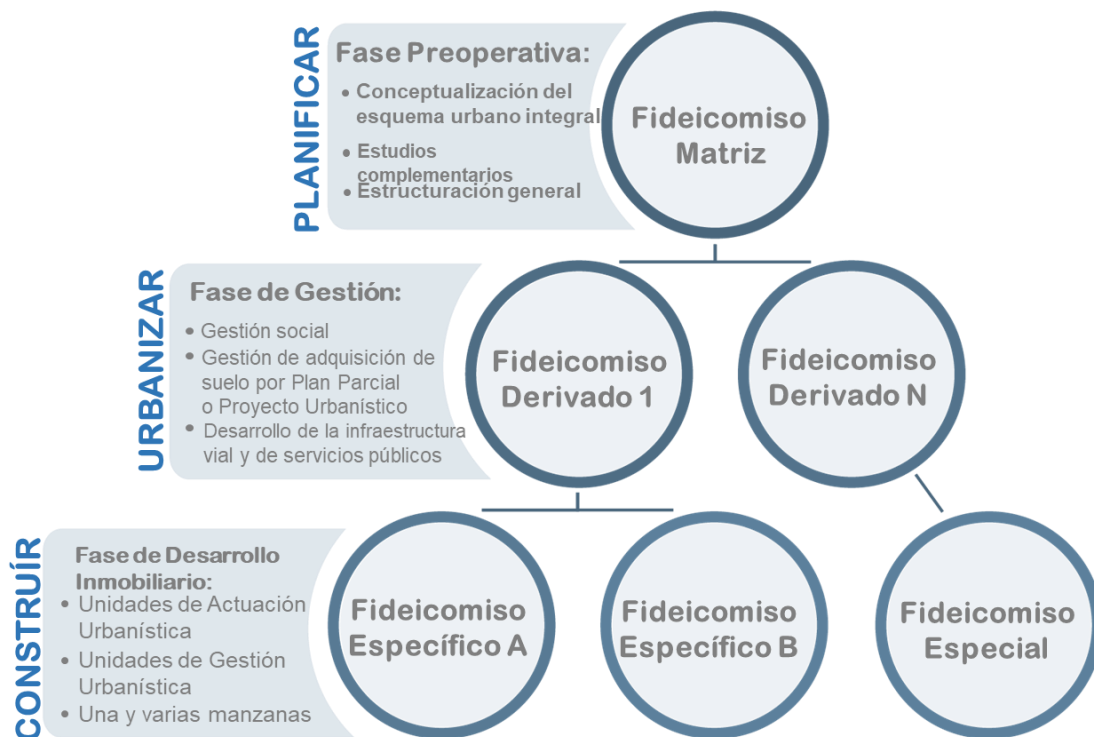 PLANIFICAR
Fase Preoperativa:
• Conceptualización del
esquema urbano integral
• Estudios
complementarios
• Estructuración general
Fideicomiso
Matriz
URBANIZAR
Fase de Gestión:
• Gestión social
• Gestión de adquisición de
suelo por Plan Parcial
o Proyecto Urbanístico
• Desarrollo de la infraestructura
vial y de servicios públicos
Fideicomiso
Derivado 1
Fideicomiso
Derivado N
CONSTRUÍR
Fase de Desarrollo
Inmobiliario:
• Unidades de Actuación
Urbanística
• Unidades de Gestión
Urbanística
• Una y varias manzanas
Fideicomiso
Específico A
Fideicomiso
Específico B
Fideicomiso
Especial